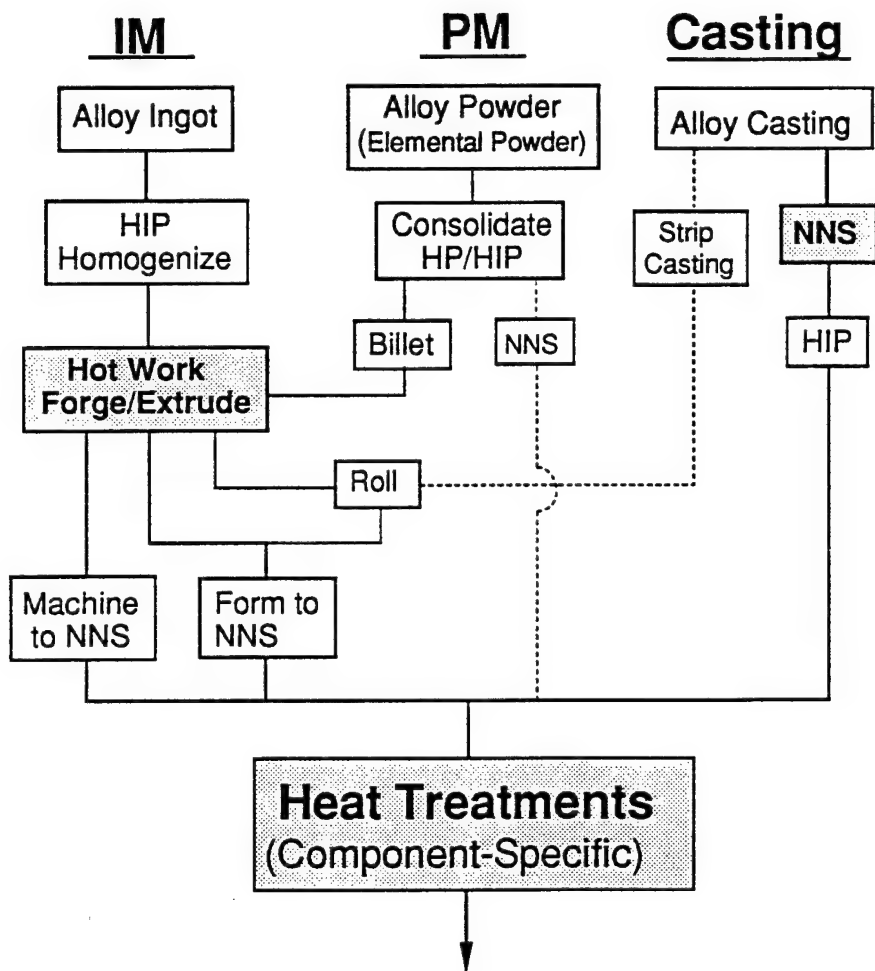 IM
PM
Casting
Alloy Ingot
Alloy Powder
(Elemental Powder)
Alloy Casting
HIP
Homogenize
Consolidate
HP/HIP
Strip
Casting
NNS
Billet
NNS
HIP
Hot Work
Forge/Extrude
Roll
Machine
to NNS
Form to
NNS
Heat Treatments
(Component-Specific)